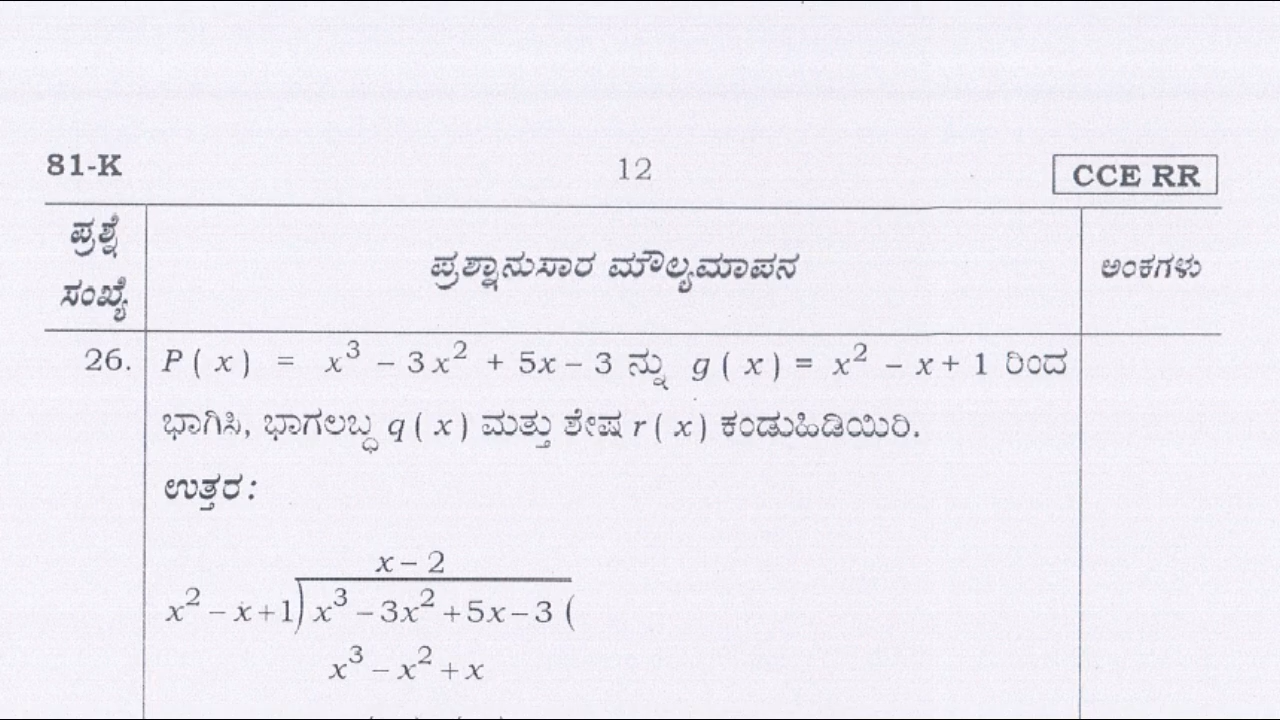 81-K 12 CCE RR
ಪ್ರಶ್ನೆ ಸಂಖ್ಯೆ ಪ್ರಶ್ನಾನುಸಾರ ಮೌಲ್ಯಮಾಪನ ಅಂಕಗಳು
26. P ( x ) = x³ – 3x² + 5x – 3 ನ್ನು g ( x ) = x² – x + 1 ರಿಂದ
ಭಾಗಿಸಿ, ಭಾಗಲಬ್ಧ q ( x ) ಮತ್ತು ಶೇಷ r ( x ) ಕಂಡುಹಿಡಿಯಿರಿ.
ಉತ್ತರ :
x – 2
x² – x + 1 ) x³ – 3x² + 5x – 3 (
x³ – x² + x